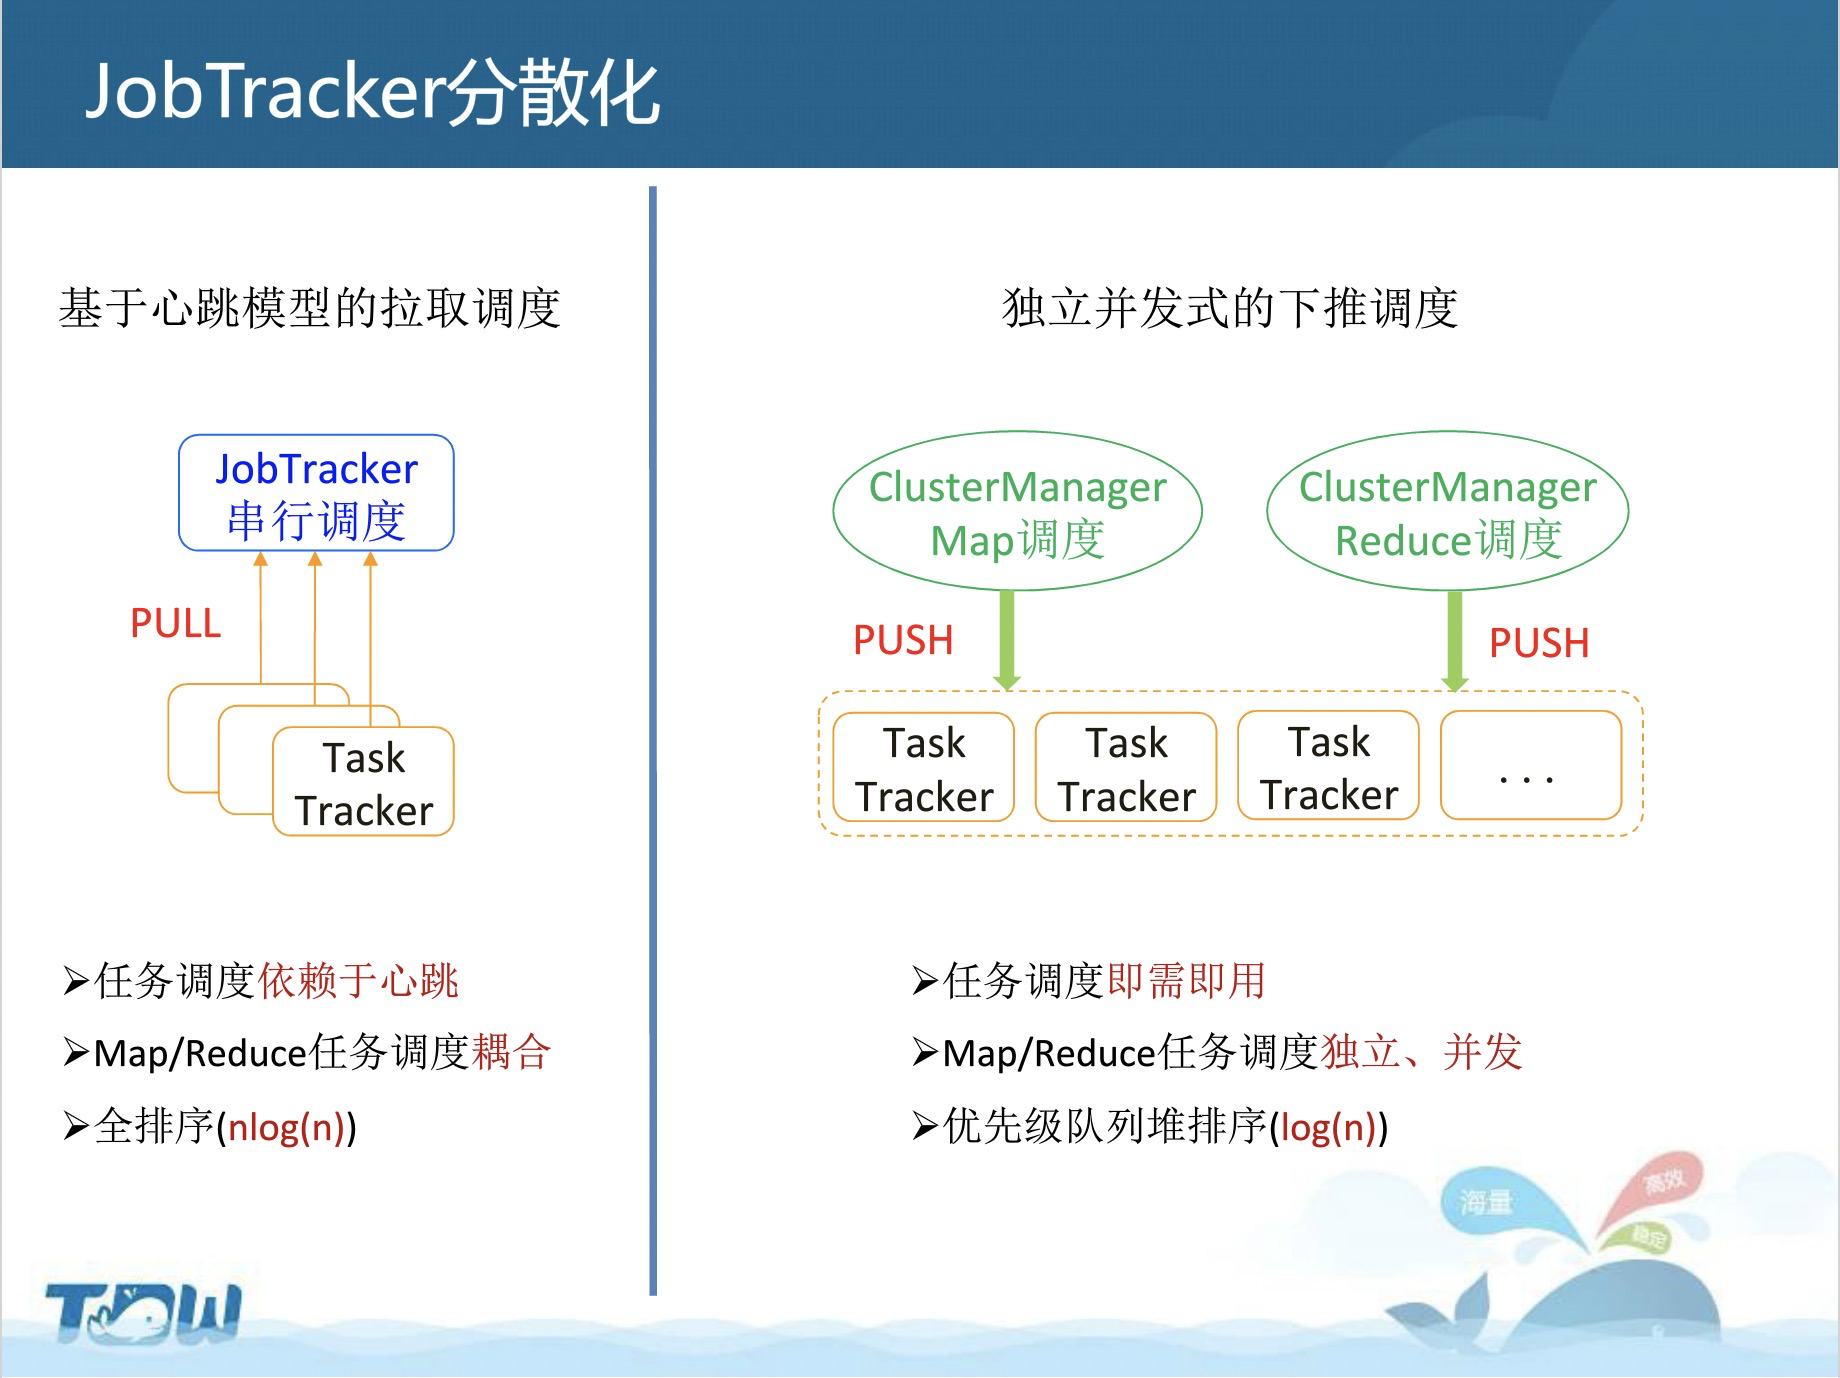 JobTracker分散化
基于心跳模型的拉取调度
JobTracker
串行调度
PULL
Task
Tracker
➢任务调度依赖于心跳
➢Map/Reduce任务调度耦合
➢全排序(nlog(n))
独立并发式的下推调度
ClusterManager
Map调度
ClusterManager
Reduce调度
PUSH
PUSH
Task
Tracker
Task
Tracker
Task
Tracker
...
➢任务调度即需即用
➢Map/Reduce任务调度独立、并发
➢优先级队列堆排序(log(n))
海量
高效
稳定
TDW